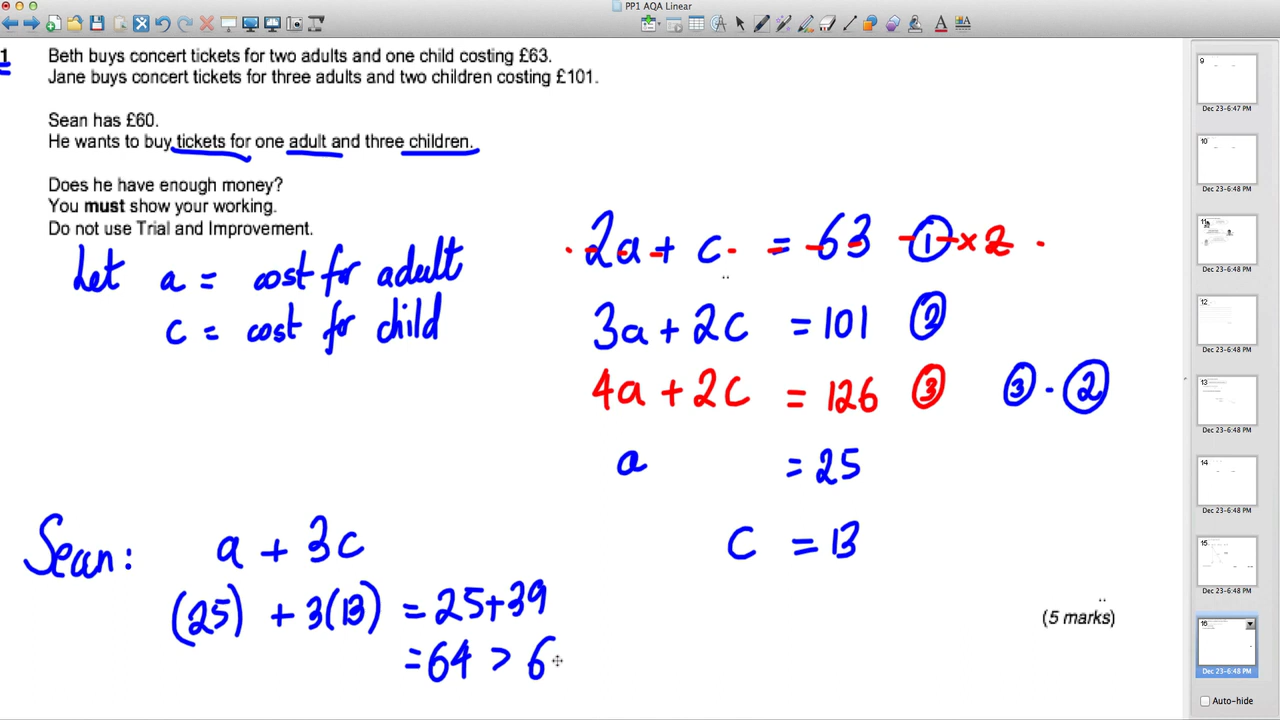 PP1 AQA Linear
1
Beth buys concert tickets for two adults and one child costing £63.
Jane buys concert tickets for three adults and two children costing £101.
Sean has £60.
He wants to buy tickets for one adult and three children.
Does he have enough money?
You must show your working.
Do not use Trial and Improvement.
Let a = cost for adult
c = cost for child
2a + c = 63 ① × 2
3a + 2c = 101 ②
4a + 2c = 126 ③ ③ - ②
a = 25
c = 13
Sean: a + 3c
(25) + 3(13) = 25+39
= 64 > 6
(5 marks)
9
Dec 23-6:47 PM
10
Dec 23-6:48 PM
11
Dec 23-6:48 PM
12
Dec 23-6:48 PM
13
Dec 23-6:48 PM
14
Dec 23-6:48 PM
15
Dec 23-6:48 PM
16
Dec 23-6:48 PM
Auto-hide